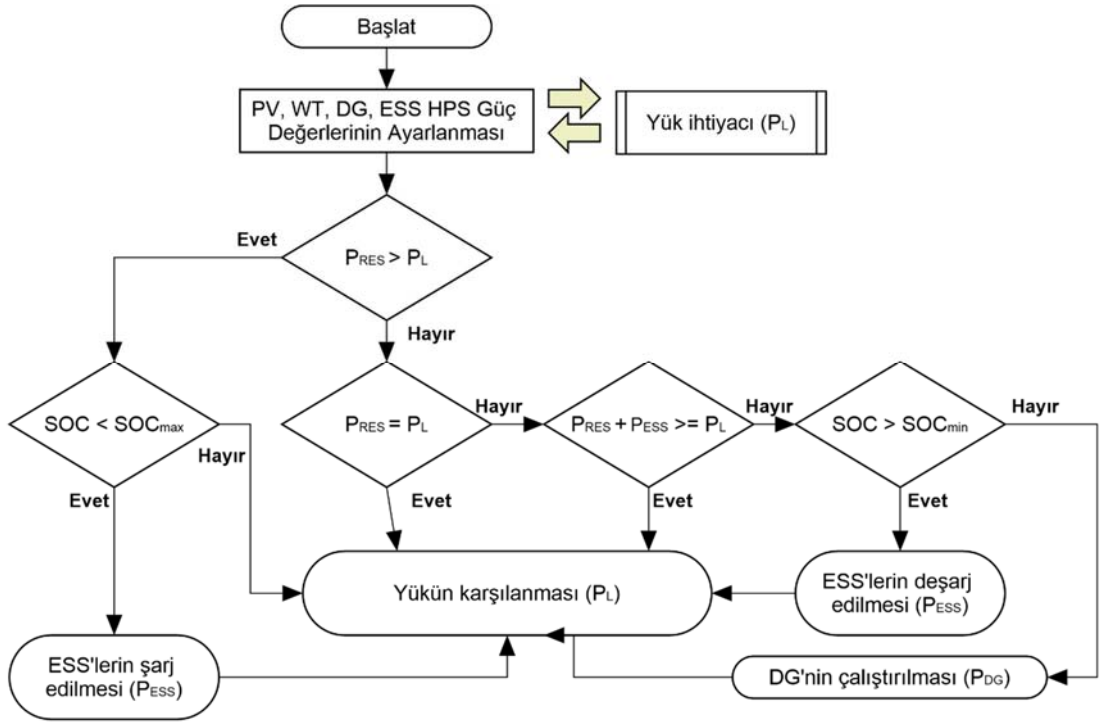 Başlat
PV, WT, DG, ESS HPS Güç
Değerlerinin Ayarlanması
Yük ihtiyacı (PL)
Evet
PRES > PL
Hayır
SOC < SOCmax
Hayır
Evet
PRES = PL
Hayır
Evet
PRES + PESS >= PL
Hayır
Evet
SOC > SOCmin
Hayır
Evet
Yükün karşılanması (PL)
ESS'lerin deşarj
edilmesi (PESS)
ESS'lerin şarj
edilmesi (PESS)
DG'nin çalıştırılması (PDG)